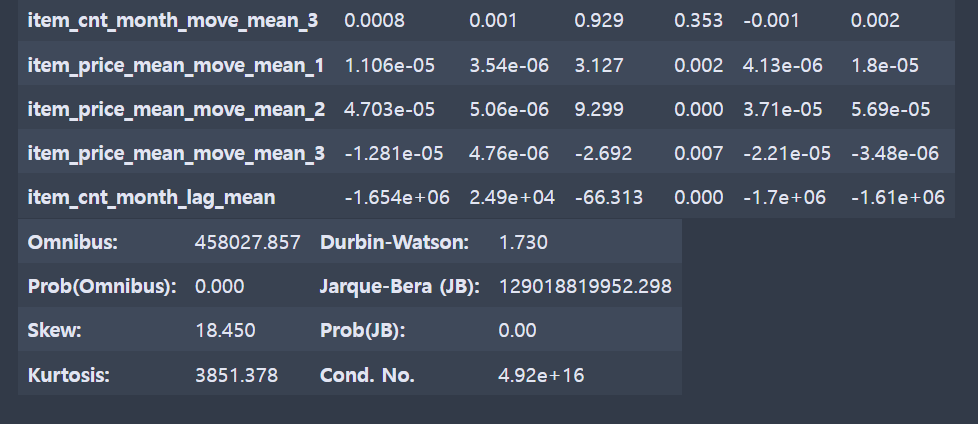 item_cnt_month_move_mean_3 0.0008 0.001 0.929 0.353 -0.001 0.002
item_price_mean_move_mean_1 1.106e-05 3.54e-06 3.127 0.002 4.13e-06 1.8e-05
item_price_mean_move_mean_2 4.703e-05 5.06e-06 9.299 0.000 3.71e-05 5.69e-05
item_price_mean_move_mean_3 -1.281e-05 4.76e-06 -2.692 0.007 -2.21e-05 -3.48e-06
item_cnt_month_lag_mean -1.654e+06 2.49e+04 -66.313 0.000 -1.7e+06 -1.61e+06
Omnibus: 458027.857 Durbin-Watson: 1.730
Prob(Omnibus): 0.000 Jarque-Bera (JB): 129018819952.298
Skew: 18.450 Prob(JB): 0.00
Kurtosis: 3851.378 Cond. No. 4.92e+16